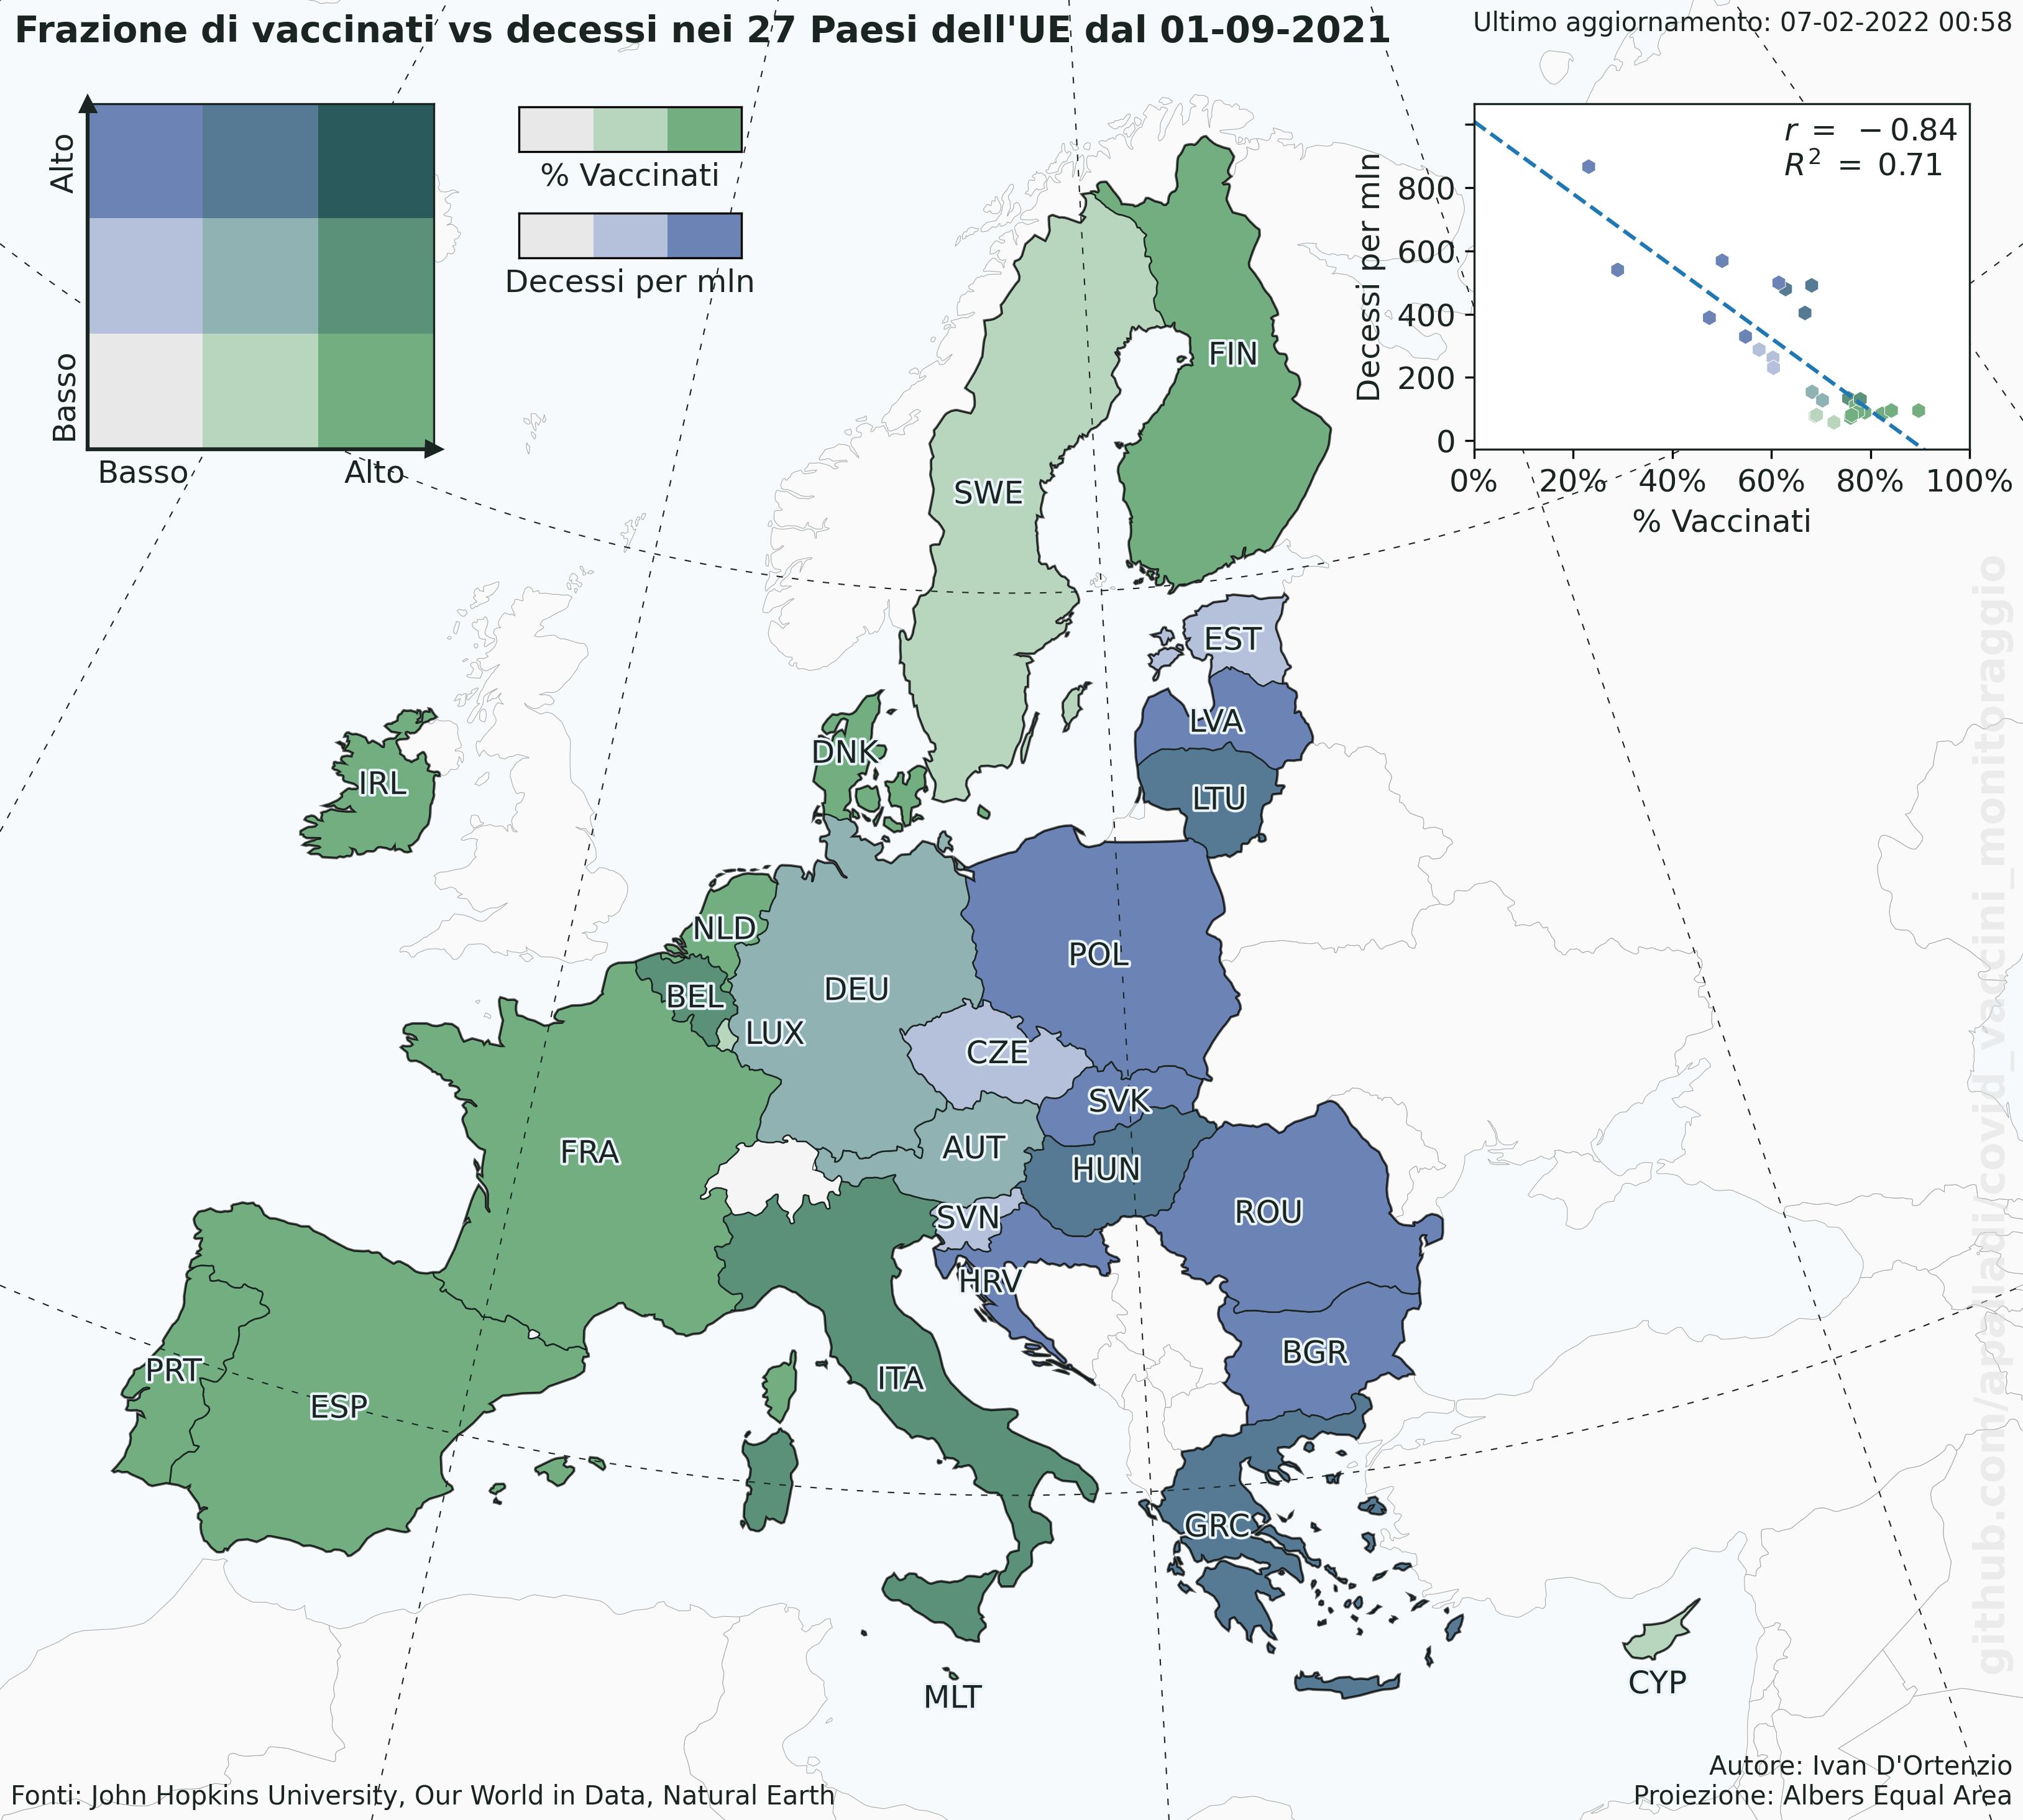 Frazione di vaccinati vs decessi nei 27 Paesi dell'UE dal 01-09-2021
Ultimo aggiornamento: 07-02-2022 00:58
Alto
Basso
Basso
Alto
% Vaccinati
Decessi per mln
r = −0.84
R² = 0.71
Decessi per mln
800
600
400
200
0
0%
20%
40%
60%
80%
100%
% Vaccinati
FIN
SWE
EST
LVA
LTU
DNK
IRL
NLD
POL
DEU
BEL
LUX
CZE
SVK
AUT
FRA
HUN
ROU
SVN
HRV
BGR
PRT
ITA
ESP
GRC
CYP
MLT
github.com/apalladi/covid_vaccini_monitoraggio
Fonti: John Hopkins University, Our World in Data, Natural Earth
Autore: Ivan D'Ortenzio
Proiezione: Albers Equal Area